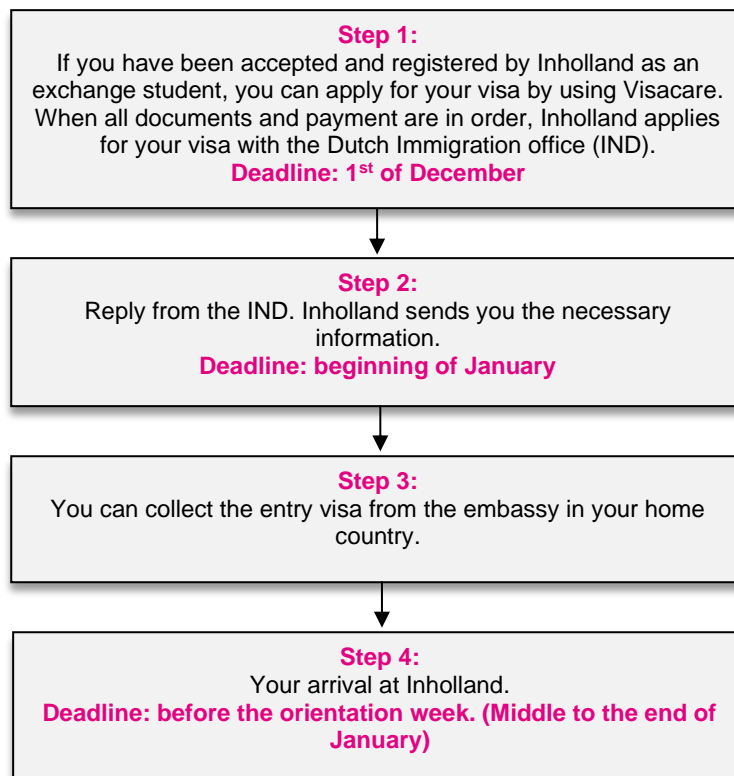 Step 1:
If you have been accepted and registered by Inholland as an
exchange student, you can apply for your visa by using Visacare.
When all documents and payment are in order, Inholland applies
for your visa with the Dutch Immigration office (IND).
Deadline: 1st of December
Step 2:
Reply from the IND. Inholland sends you the necessary
information.
Deadline: beginning of January
Step 3:
You can collect the entry visa from the embassy in your home
country.
Step 4:
Your arrival at Inholland.
Deadline: before the orientation week. (Middle to the end of
January)